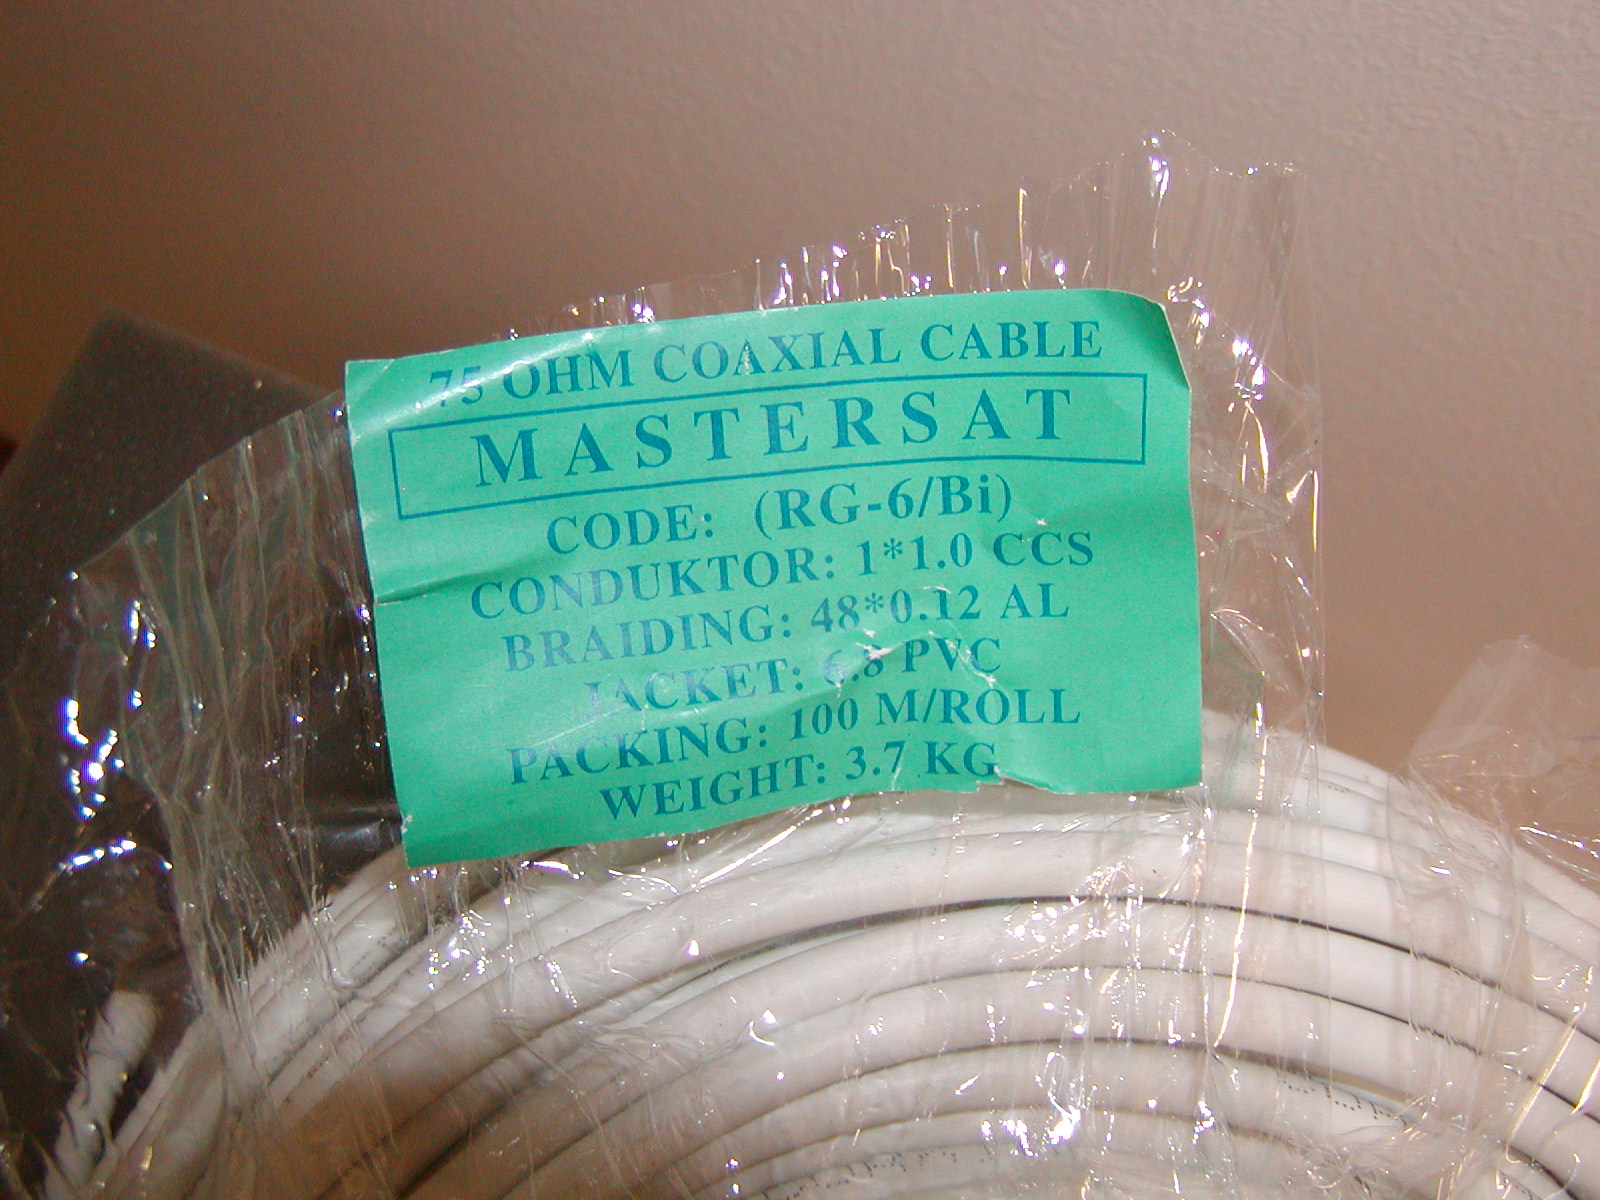 75 OHM COAXIAL CABLE
MASTERSAT
CODE: (RG-6/Bi)
CONDUKTOR: 1*1.0 CCS
BRAIDING: 48*0.12 AL
JACKET: 6.8 PVC
PACKING: 100 M/ROLL
WEIGHT: 3.7 KG